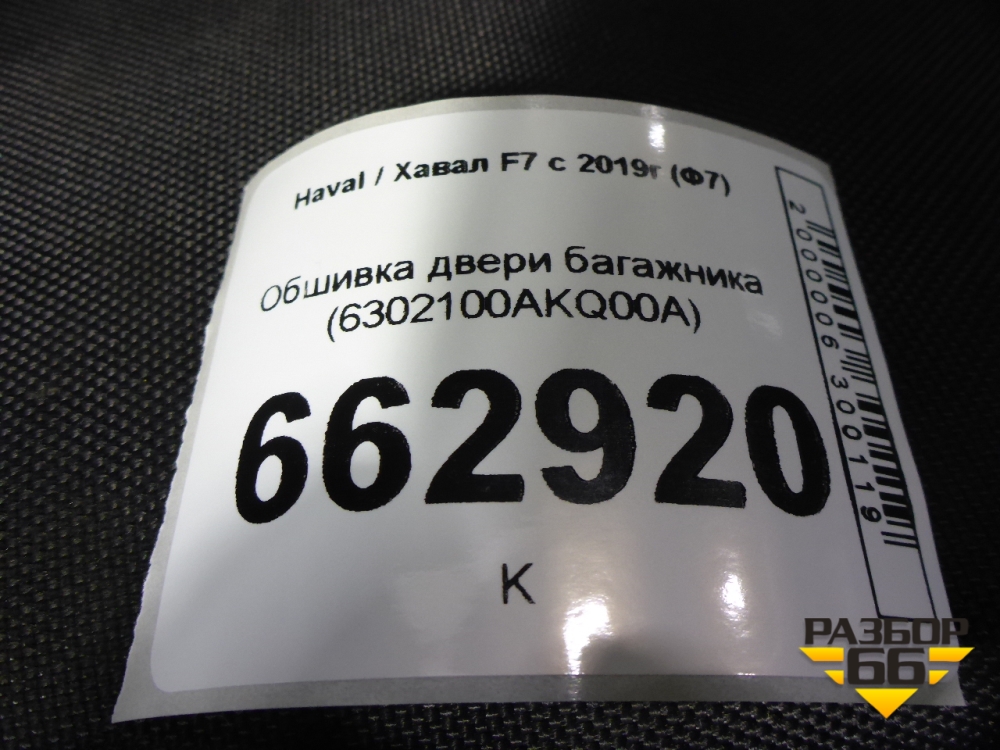 Haval / Хавал F7 с 2019г (Ф7)
Обшивка двери багажника
(6302100AKQ00A)
662920
К
2000006300119
РАЗБОР
66